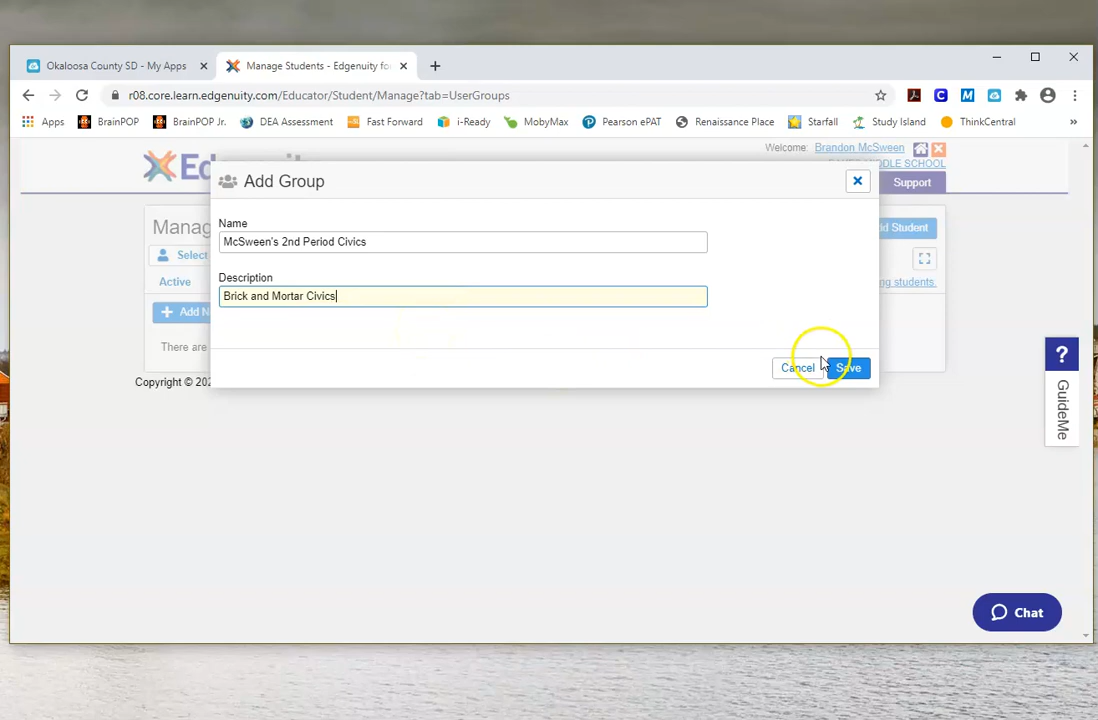 Okaloosa County SD - My Apps
Manage Students - Edgenuity fo
r08.core.learn.edgenuity.com/Educator/Student/Manage?tab=UserGroups
Apps
BrainPOP
BrainPOP Jr.
DEA Assessment
Fast Forward
i-Ready
MobyMax
Pearson ePAT
Renaissance Place
Starfall
Study Island
ThinkCentral
»
Welcome: Brandon McSween
MIDDLE SCHOOL
Support
Add Group
Manag
Name
McSween's 2nd Period Civics
d Student
Select
Description
Active
ng students.
Brick and Mortar Civics
Add N
There are
Cancel
Save
Copyright © 202
?
GuideMe
Chat